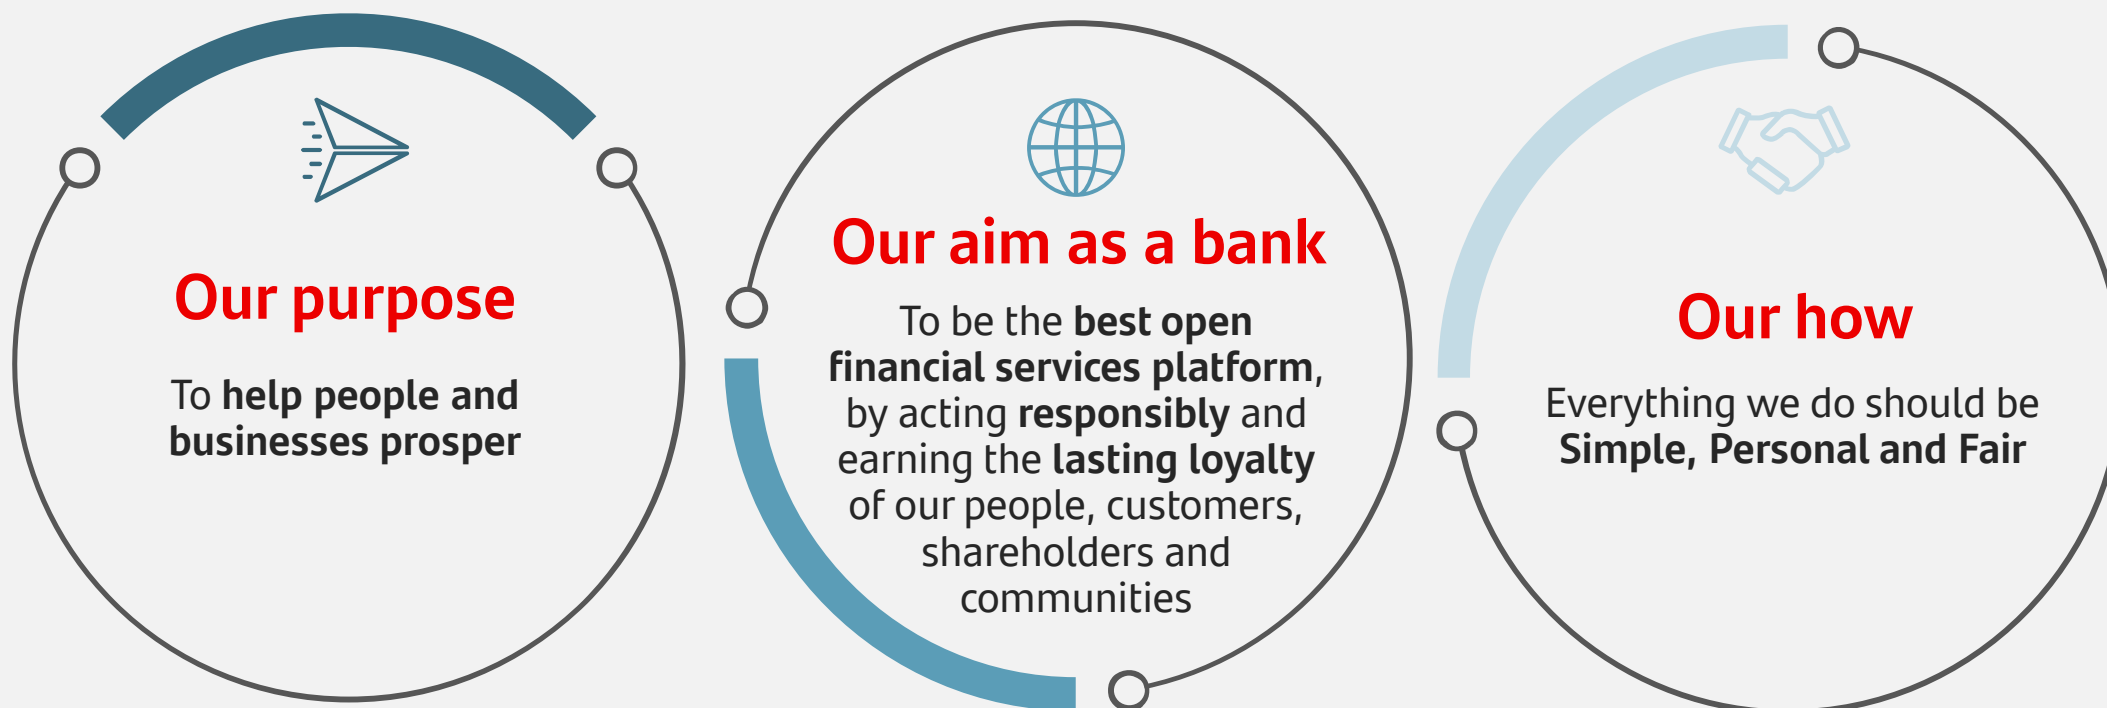 Our purpose
To help people and
businesses prosper
Our aim as a bank
To be the best open
financial services platform,
by acting responsibly and
earning the lasting loyalty
of our people, customers,
shareholders and
communities
Our how
Everything we do should be
Simple, Personal and Fair